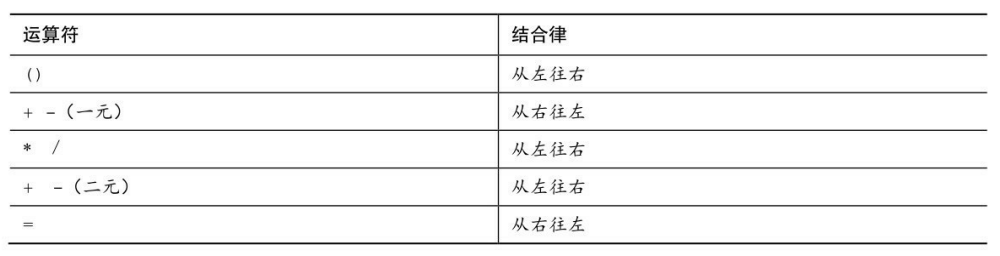 运算符 结合律
() 从左往右
+ -（一元） 从右往左
* / 从左往右
+ -（二元） 从左往右
= 从右往左